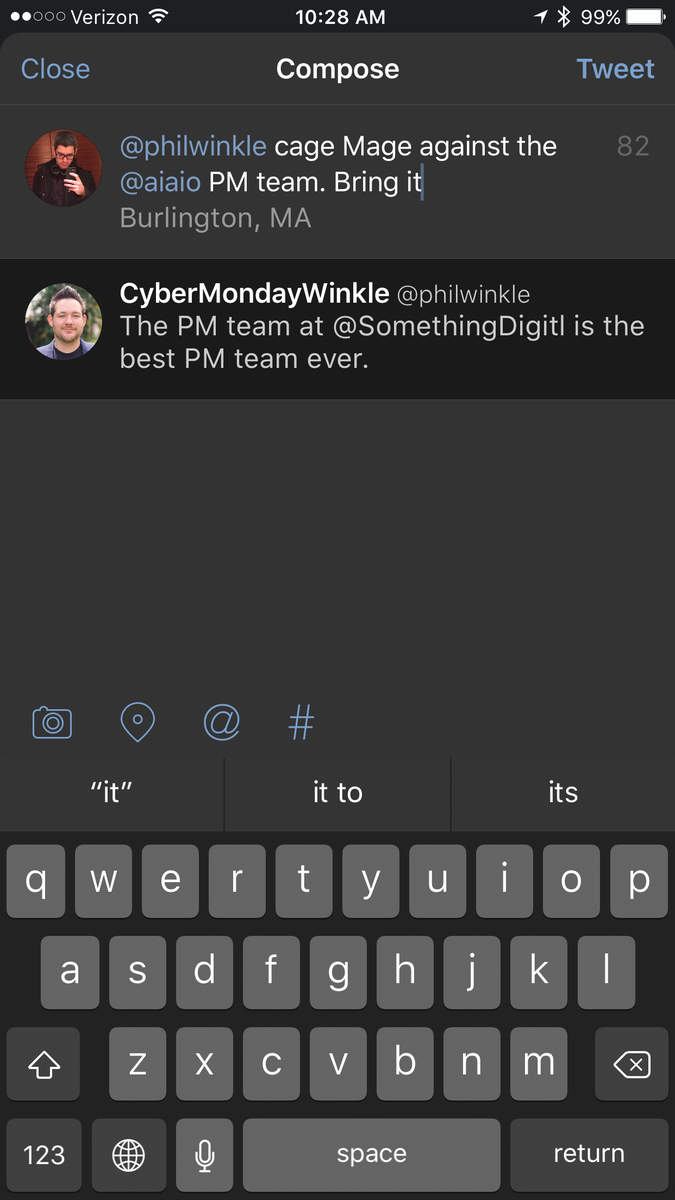 Verizon 10:28 AM 99%
Close Compose Tweet
@philwinkle cage Mage against the 82
@aiaio PM team. Bring it
Burlington, MA
CyberMondayWinkle @philwinkle
The PM team at @SomethingDigitl is the
best PM team ever.
@ #
“it” it to its
q w e r t y u i o p
a s d f g h j k l
z x c v b n m
123 space return